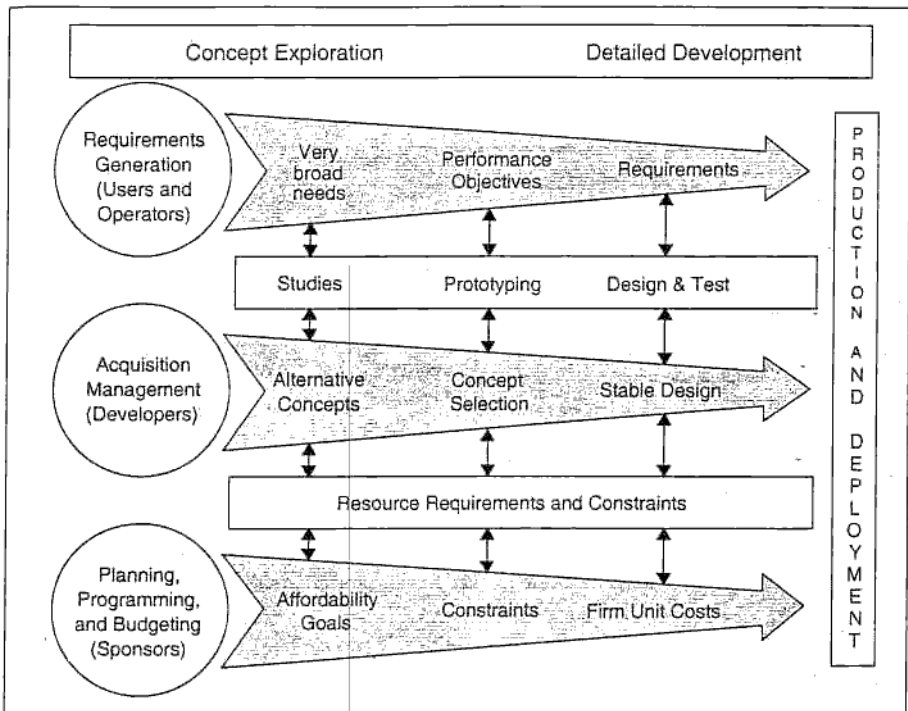 Concept Exploration
Detailed Development
Requirements
Generation
(Users and
Operators)
Very
broad
needs
Performance
Objectives
Requirements
Studies
Prototyping
Design & Test
Acquisition
Management
(Developers)
Alternative
Concepts
Concept
Selection
Stable Design
Resource Requirements and Constraints
Planning,
Programming,
and Budgeting
(Sponsors)
Affordability
Goals
Constraints
Firm Unit Costs
PRODUCTION AND DEPLOYMENT